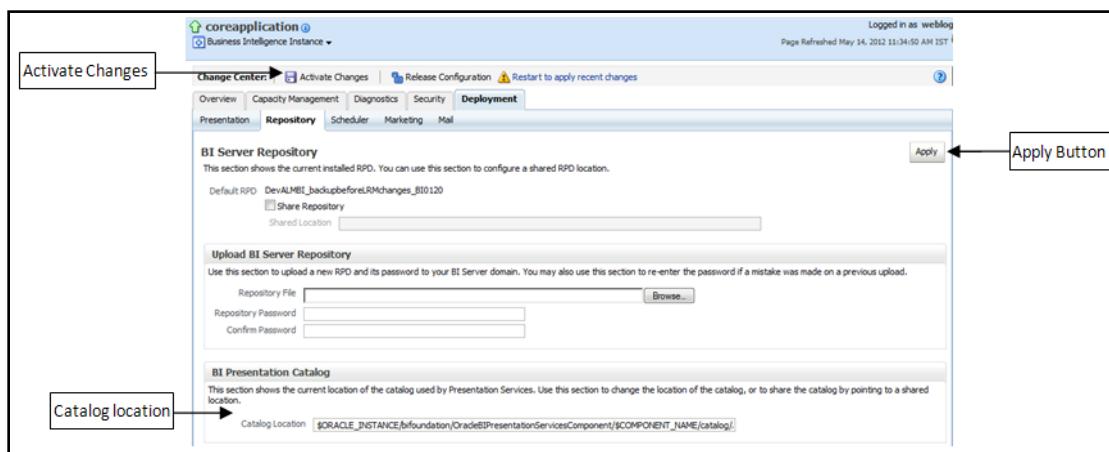 coreapplication
Logged in as weblog
Business Intelligence Instance
Page Refreshed May 14, 2012 11:34:50 AM IST
Activate Changes
Change Center: Activate Changes Release Configuration Restart to apply recent changes
Overview Capacity Management Diagnostics Security Deployment
Presentation Repository Scheduler Marketing Mail
BI Server Repository
Apply
Apply Button
This section shows the current installed RPD. You can use this section to configure a shared RPD location.
Default RPD DevALMBI_backupbeforeLRMchanges_BI0120
Share Repository
Shared Location
Upload BI Server Repository
Use this section to upload a new RPD and its password to your BI Server domain. You may also use this section to re-enter the password if a mistake was made on a previous upload.
Repository File Browse...
Repository Password
Confirm Password
BI Presentation Catalog
This section shows the current location of the catalog used by Presentation Services. Use this section to change the location of the catalog, or to share the catalog by pointing to a shared
location.
Catalog location
Catalog Location $ORACLE_INSTANCE/bifoundation/OracleBIPresentationServicesComponent/$COMPONENT_NAME/catalog/.